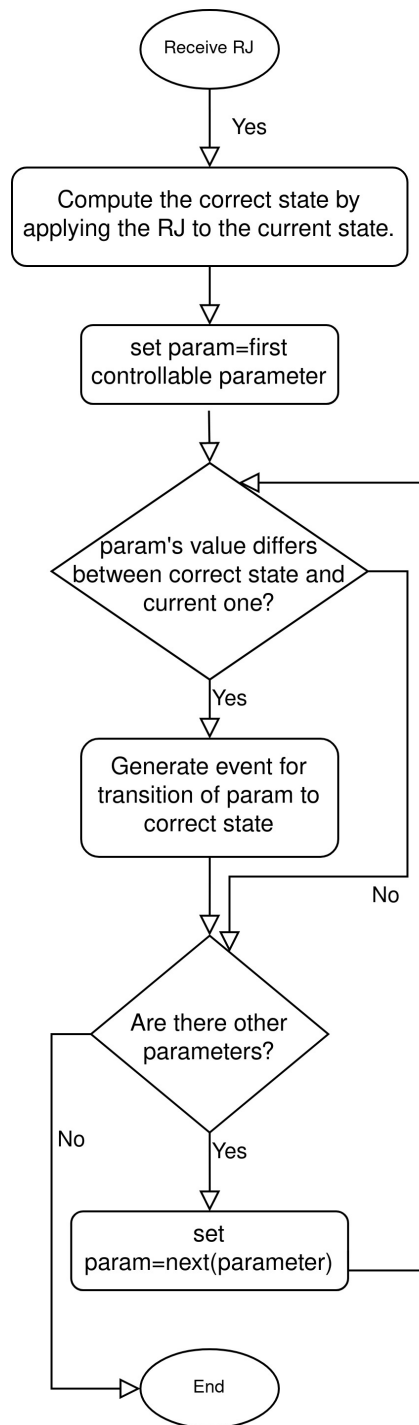 Receive RJ
Yes
Compute the correct state by
applying the RJ to the current state.
set param=first
controllable parameter
param's value differs
between correct state and
current one?
Yes
Generate event for
transition of param to
correct state
No
Are there other
parameters?
No
Yes
set
param=next(parameter)
End